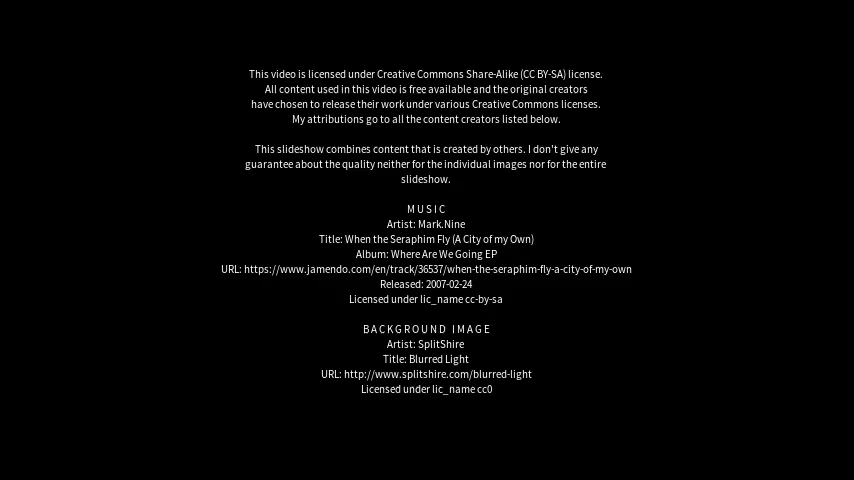 This video is licensed under Creative Commons Share-Alike (CC BY-SA) license.
All content used in this video is free available and the original creators
have chosen to release their work under various Creative Commons licenses.
My attributions go to all the content creators listed below.
This slideshow combines content that is created by others. I don't give any
guarantee about the quality neither for the individual images nor for the entire
slideshow.
MUSIC
Artist: Mark.Nine
Title: When the Seraphim Fly (A City of my Own)
Album: Where Are We Going EP
URL: https://www.jamendo.com/en/track/36537/when-the-seraphim-fly-a-city-of-my-own
Released: 2007-02-24
Licensed under lic_name cc-by-sa
BACKGROUND IMAGE
Artist: SplitShire
Title: Blurred Light
URL: http://www.splitshire.com/blurred-light
Licensed under lic_name cc0